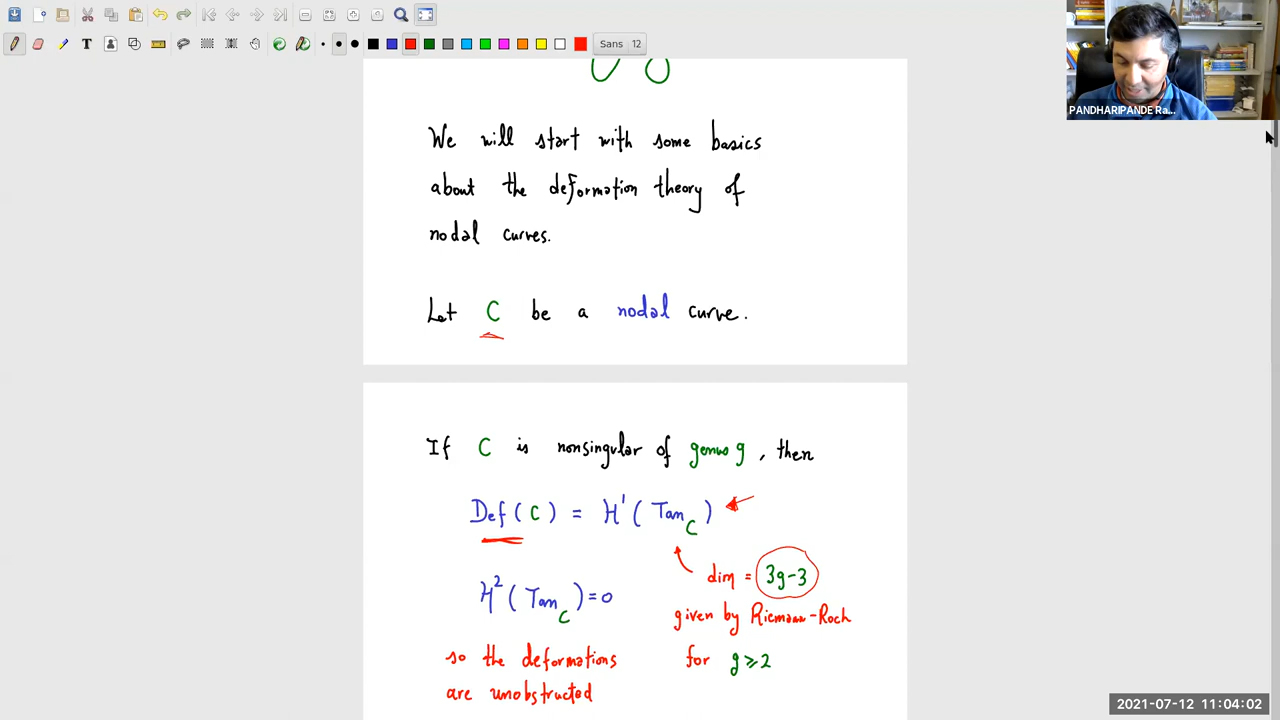 Sans 12
PANDHARIPANDE Ra...
We will start with some basics
about the deformation theory of
nodal curves.
Let C be a nodal curve.
If C is nonsingular of genus g, then
Def(C) = H¹(Tan_C)
dim = 3g-3
H²(Tan_C)=0
given by Riemann-Roch
for g⩾2
so the deformations
are unobstructed
2021-07-12 11:04:02